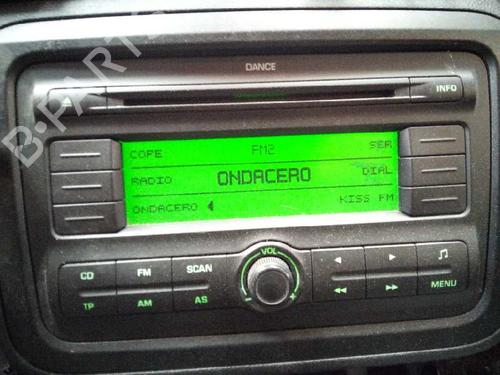 B-PARTS
DANCE
INFO
COPE FM2 SER
RADIO ONDACERO DIAL
ONDACERO KISS FM
VOL
CD FM SCAN
TP AM AS MENU